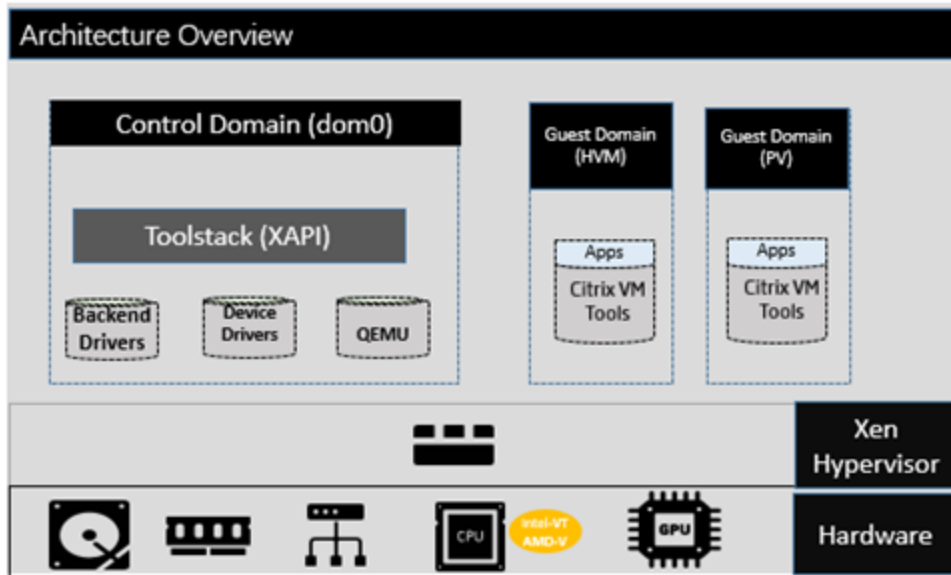 Architecture Overview
Control Domain (dom0)
Toolstack (XAPI)
Backend
Drivers
Device
Drivers
QEMU
Guest Domain
(HVM)
Apps
Citrix VM
Tools
Guest Domain
(PV)
Apps
Citrix VM
Tools
Xen
Hypervisor
CPU
intel-VT
AMD-V
GPU
Hardware